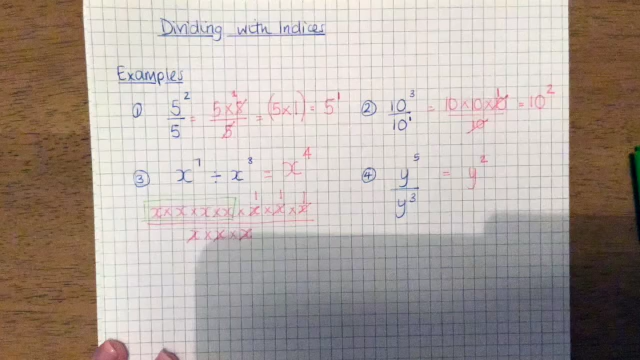 Dividing with Indices
Examples
① 5²/5 = 5×5/5 = (5×1) = 5¹
② 10³/10¹ = 10×10×10/10 = 10²
③ x⁷ ÷ x³ = x⁴
x×x×x×x×x×x×x/x×x×x
④ y⁵/y³ = y²